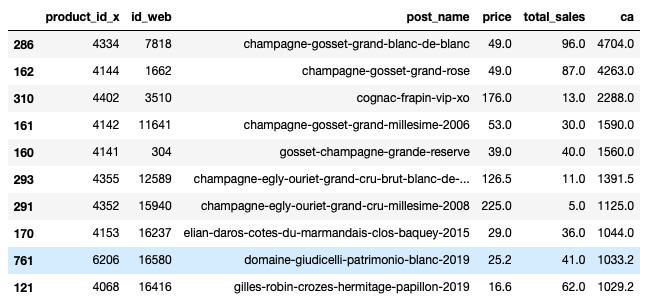 product_id_x id_web post_name price total_sales ca
286 4334 7818 champagne-gosset-grand-blanc-de-blanc 49.0 96.0 4704.0
162 4144 1662 champagne-gosset-grand-rose 49.0 87.0 4263.0
310 4402 3510 cognac-frapin-vip-xo 176.0 13.0 2288.0
161 4142 11641 champagne-gosset-grand-millesime-2006 53.0 30.0 1590.0
160 4141 304 gosset-champagne-grande-reserve 39.0 40.0 1560.0
293 4355 12589 champagne-egly-ouriet-grand-cru-brut-blanc-de-... 126.5 11.0 1391.5
291 4352 15940 champagne-egly-ouriet-grand-cru-millesime-2008 225.0 5.0 1125.0
170 4153 16237 elian-daros-cotes-du-marmandais-clos-baquey-2015 29.0 36.0 1044.0
761 6206 16580 domaine-giudicelli-patrimonio-blanc-2019 25.2 41.0 1033.2
121 4068 16416 gilles-robin-crozes-hermitage-papillon-2019 16.6 62.0 1029.2